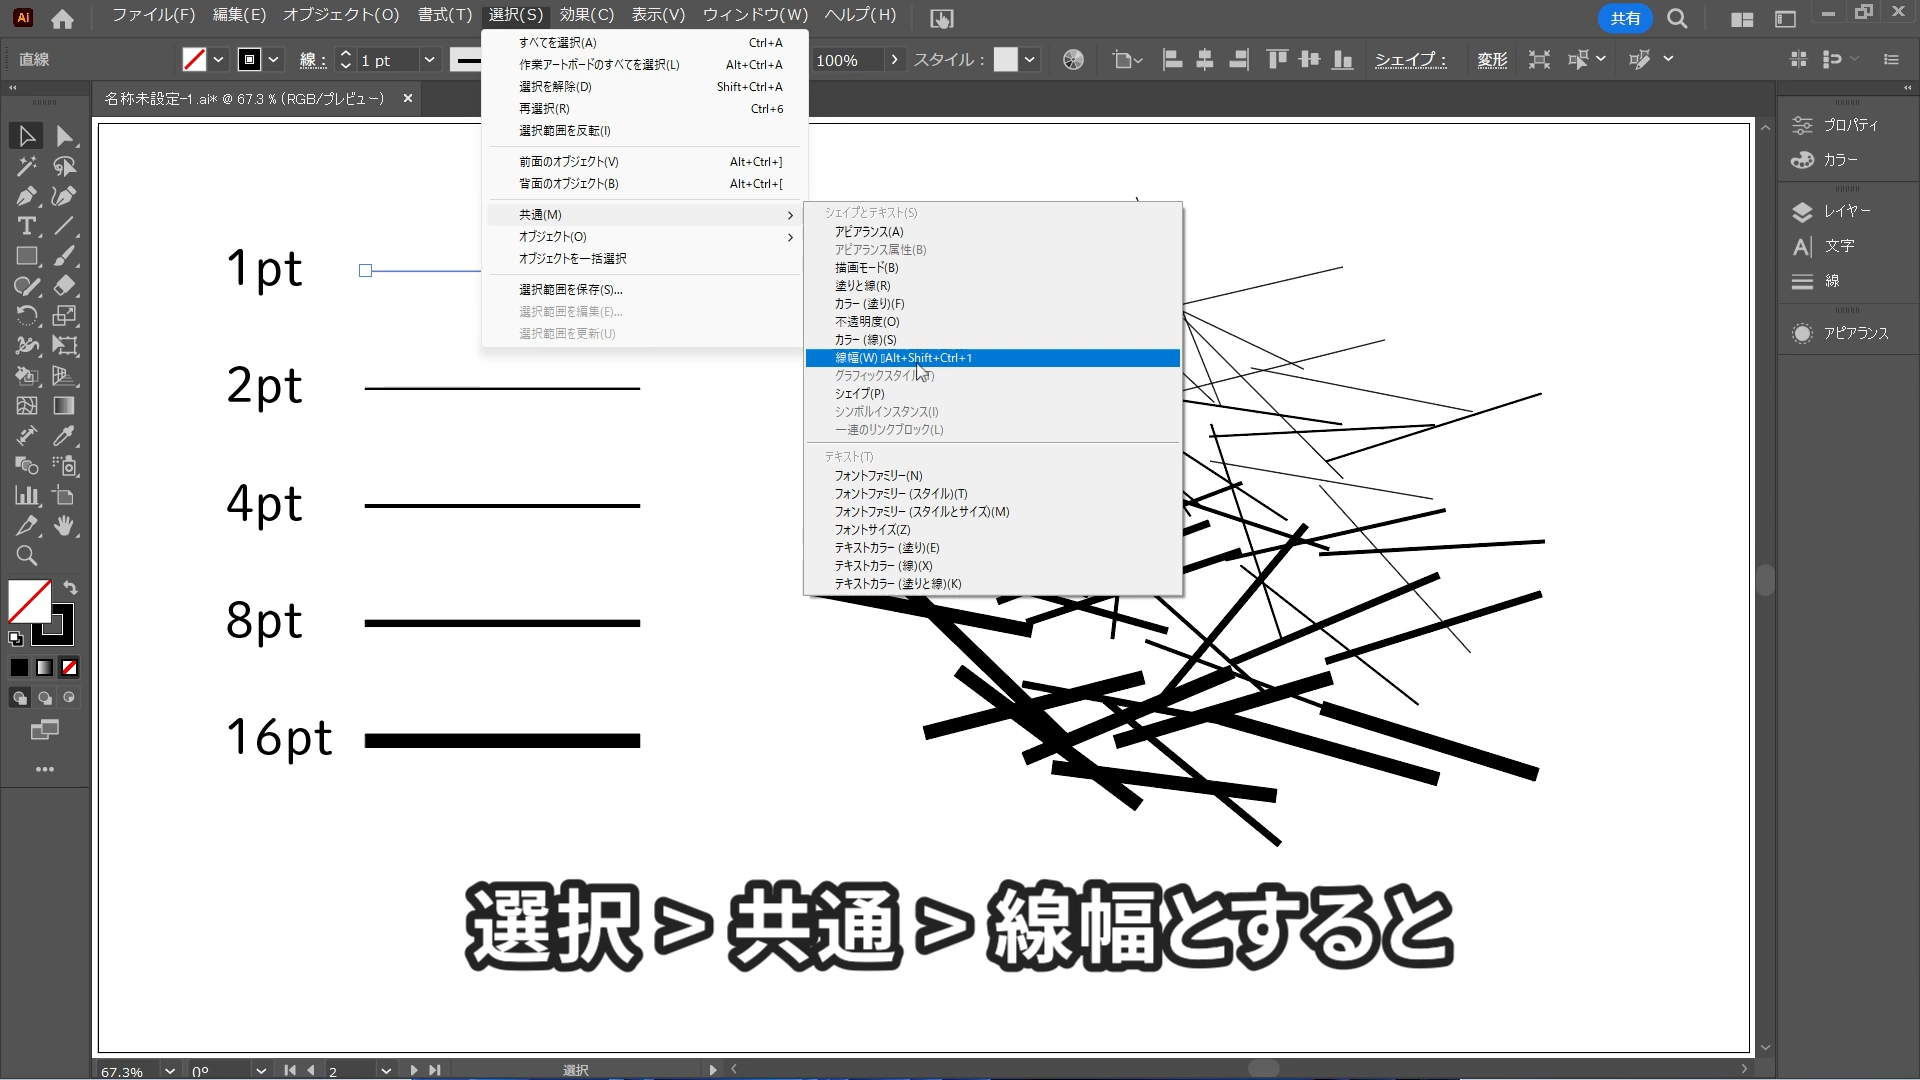 Ai ファイル(F) 編集(E) オブジェクト(O) 書式(T) 選択(S) 効果(C) 表示(V) ウィンドウ(W) ヘルプ(H) 共有
直線 線: 1 pt 100% スタイル: シェイプ: 変形
名称未設定-1.ai* @ 67.3 % (RGB/プレビュー) ×
すべてを選択(A) Ctrl+A
作業アートボードのすべてを選択(L) Alt+Ctrl+A
選択を解除(D) Shift+Ctrl+A
再選択(R) Ctrl+6
選択範囲を反転(I)
前面のオブジェクト(V) Alt+Ctrl+]
背面のオブジェクト(B) Alt+Ctrl+[
共通(M)
オブジェクト(O)
オブジェクトを一括選択
選択範囲を保存(S)...
選択範囲を編集(E)...
選択範囲を更新(U)
シェイプとテキスト(S)
アピアランス(A)
アピアランス属性(B)
描画モード(B)
塗りと線(R)
カラー (塗り)(F)
不透明度(O)
カラー (線)(S)
線幅(W) ▯Alt+Shift+Ctrl+1
グラフィックスタイル(T)
シェイプ(P)
シンボルインスタンス(I)
一連のリンクブロック(L)
テキスト(T)
フォントファミリー(N)
フォントファミリー (スタイル)(T)
フォントファミリー (スタイルとサイズ)(M)
フォントサイズ(Z)
テキストカラー (塗り)(E)
テキストカラー (線)(X)
テキストカラー (塗りと線)(K)
プロパティ
カラー
レイヤー
文字
線
アピアランス
1pt
2pt
4pt
8pt
16pt
選択 > 共通 > 線幅とすると
67.3% 0° 2 選択